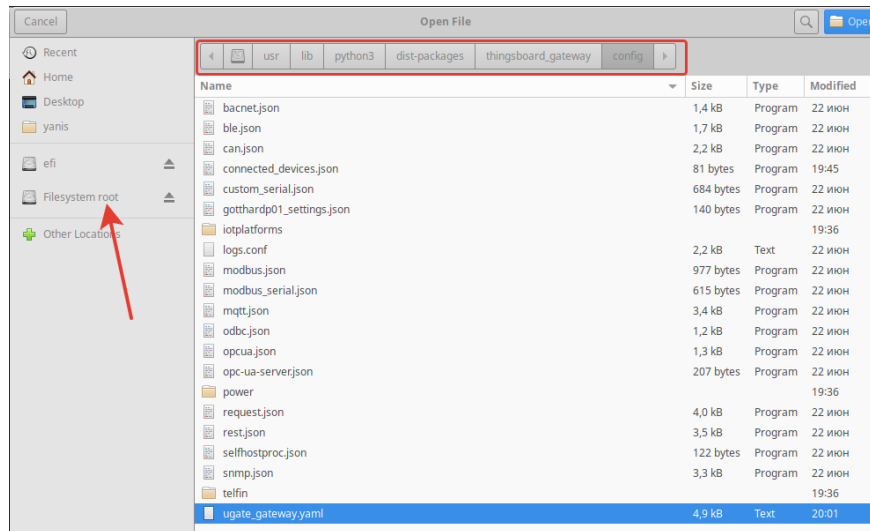 Cancel Open File Open
Recent
Home
Desktop
yanis
efi
Filesystem root
Other Locations
usr lib python3 dist-packages thingsboard_gateway config
Name Size Type Modified
bacnet.json 1,4 kB Program 22 июн
ble.json 1,7 kB Program 22 июн
can.json 2,2 kB Program 22 июн
connected_devices.json 81 bytes Program 19:45
custom_serial.json 684 bytes Program 22 июн
gotthardp01_settings.json 140 bytes Program 22 июн
iotplatforms 19:36
logs.conf 2,2 kB Text 22 июн
modbus.json 977 bytes Program 22 июн
modbus_serial.json 615 bytes Program 22 июн
mqtt.json 3,4 kB Program 22 июн
odbc.json 1,2 kB Program 22 июн
opcua.json 1,3 kB Program 22 июн
opc-ua-server.json 207 bytes Program 22 июн
power 19:36
request.json 4,0 kB Program 22 июн
rest.json 3,5 kB Program 22 июн
selfhostproc.json 122 bytes Program 22 июн
snmp.json 3,3 kB Program 22 июн
telfin 19:36
ugate_gateway.yaml 4,9 kB Text 20:01